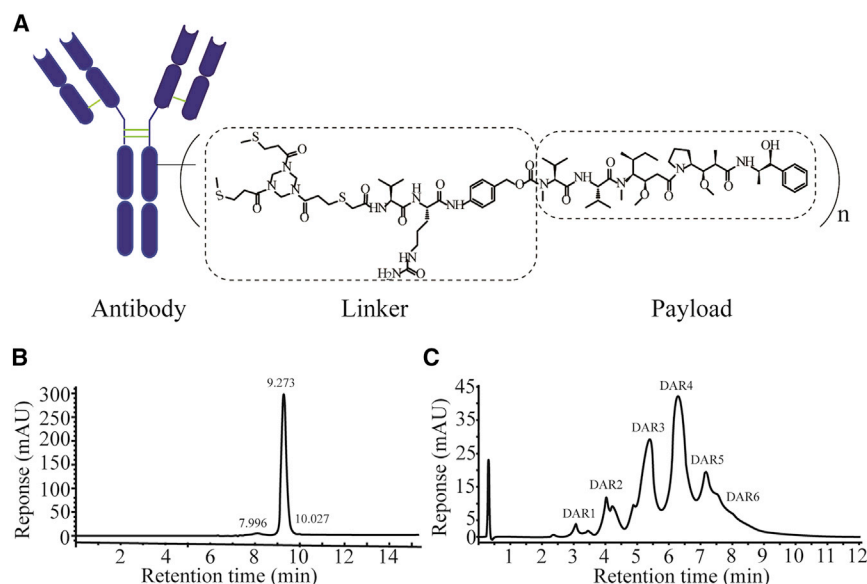 A
S
O
N
N
N
O
S
O
S
O
H
N
O
H
N
O
NH
O
O
N
O
N
H
O
N
O
O
N
O
O
H
N
OH
NH
H2N
O
n
Antibody
Linker
Payload
B
Reponse (mAU)
300
250
200
150
100
50
0
9.273
7.996
10.027
2
4
6
8
10
12
14
Retention time (min)
C
Reponse (mAU)
45
35
25
15
5
0
DAR1
DAR2
DAR3
DAR4
DAR5
DAR6
1
2
3
4
5
6
7
8
9
10
11
12
Retention time (min)